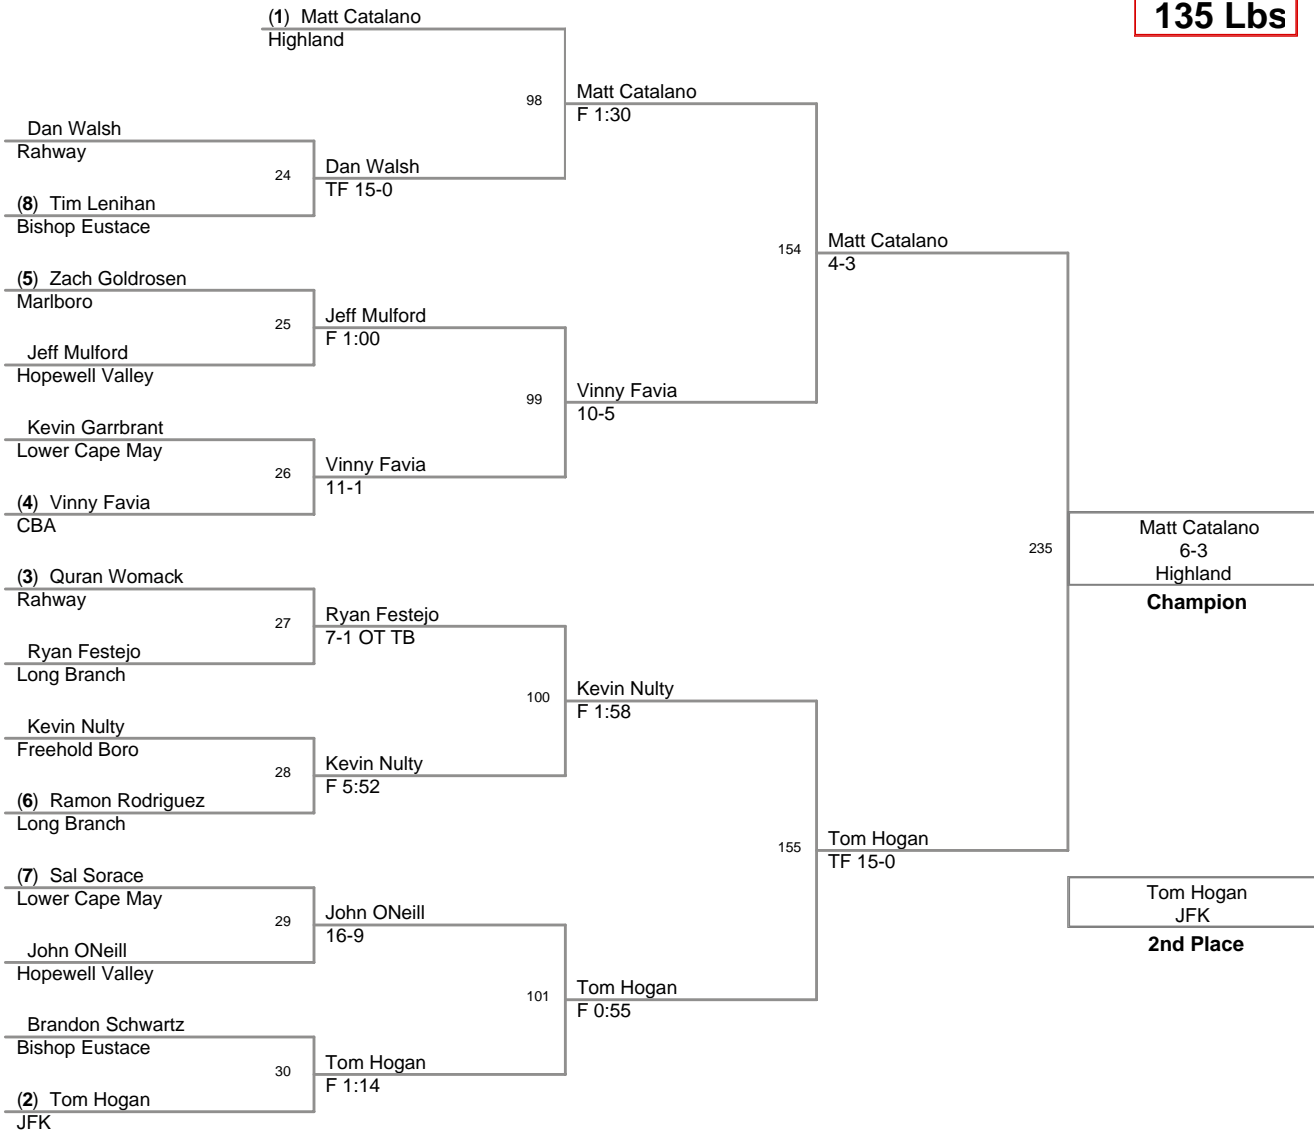 135 Lbs
(1) Matt Catalano
Highland
98
Matt Catalano
F 1:30
Dan Walsh
Rahway
24
Dan Walsh
TF 15-0
(8) Tim Lenihan
Bishop Eustace
154
Matt Catalano
4-3
(5) Zach Goldrosen
Marlboro
25
Jeff Mulford
F 1:00
Jeff Mulford
Hopewell Valley
99
Vinny Favia
10-5
Kevin Garrbrant
Lower Cape May
26
Vinny Favia
11-1
(4) Vinny Favia
CBA
235
Matt Catalano
6-3
Highland
Champion
(3) Quran Womack
Rahway
27
Ryan Festejo
7-1 OT TB
Ryan Festejo
Long Branch
100
Kevin Nulty
F 1:58
Kevin Nulty
Freehold Boro
28
Kevin Nulty
F 5:52
(6) Ramon Rodriguez
Long Branch
155
Tom Hogan
TF 15-0
(7) Sal Sorace
Lower Cape May
29
John ONeill
16-9
Tom Hogan
JFK
2nd Place
John ONeill
Hopewell Valley
101
Tom Hogan
F 0:55
Brandon Schwartz
Bishop Eustace
30
Tom Hogan
F 1:14
(2) Tom Hogan
JFK